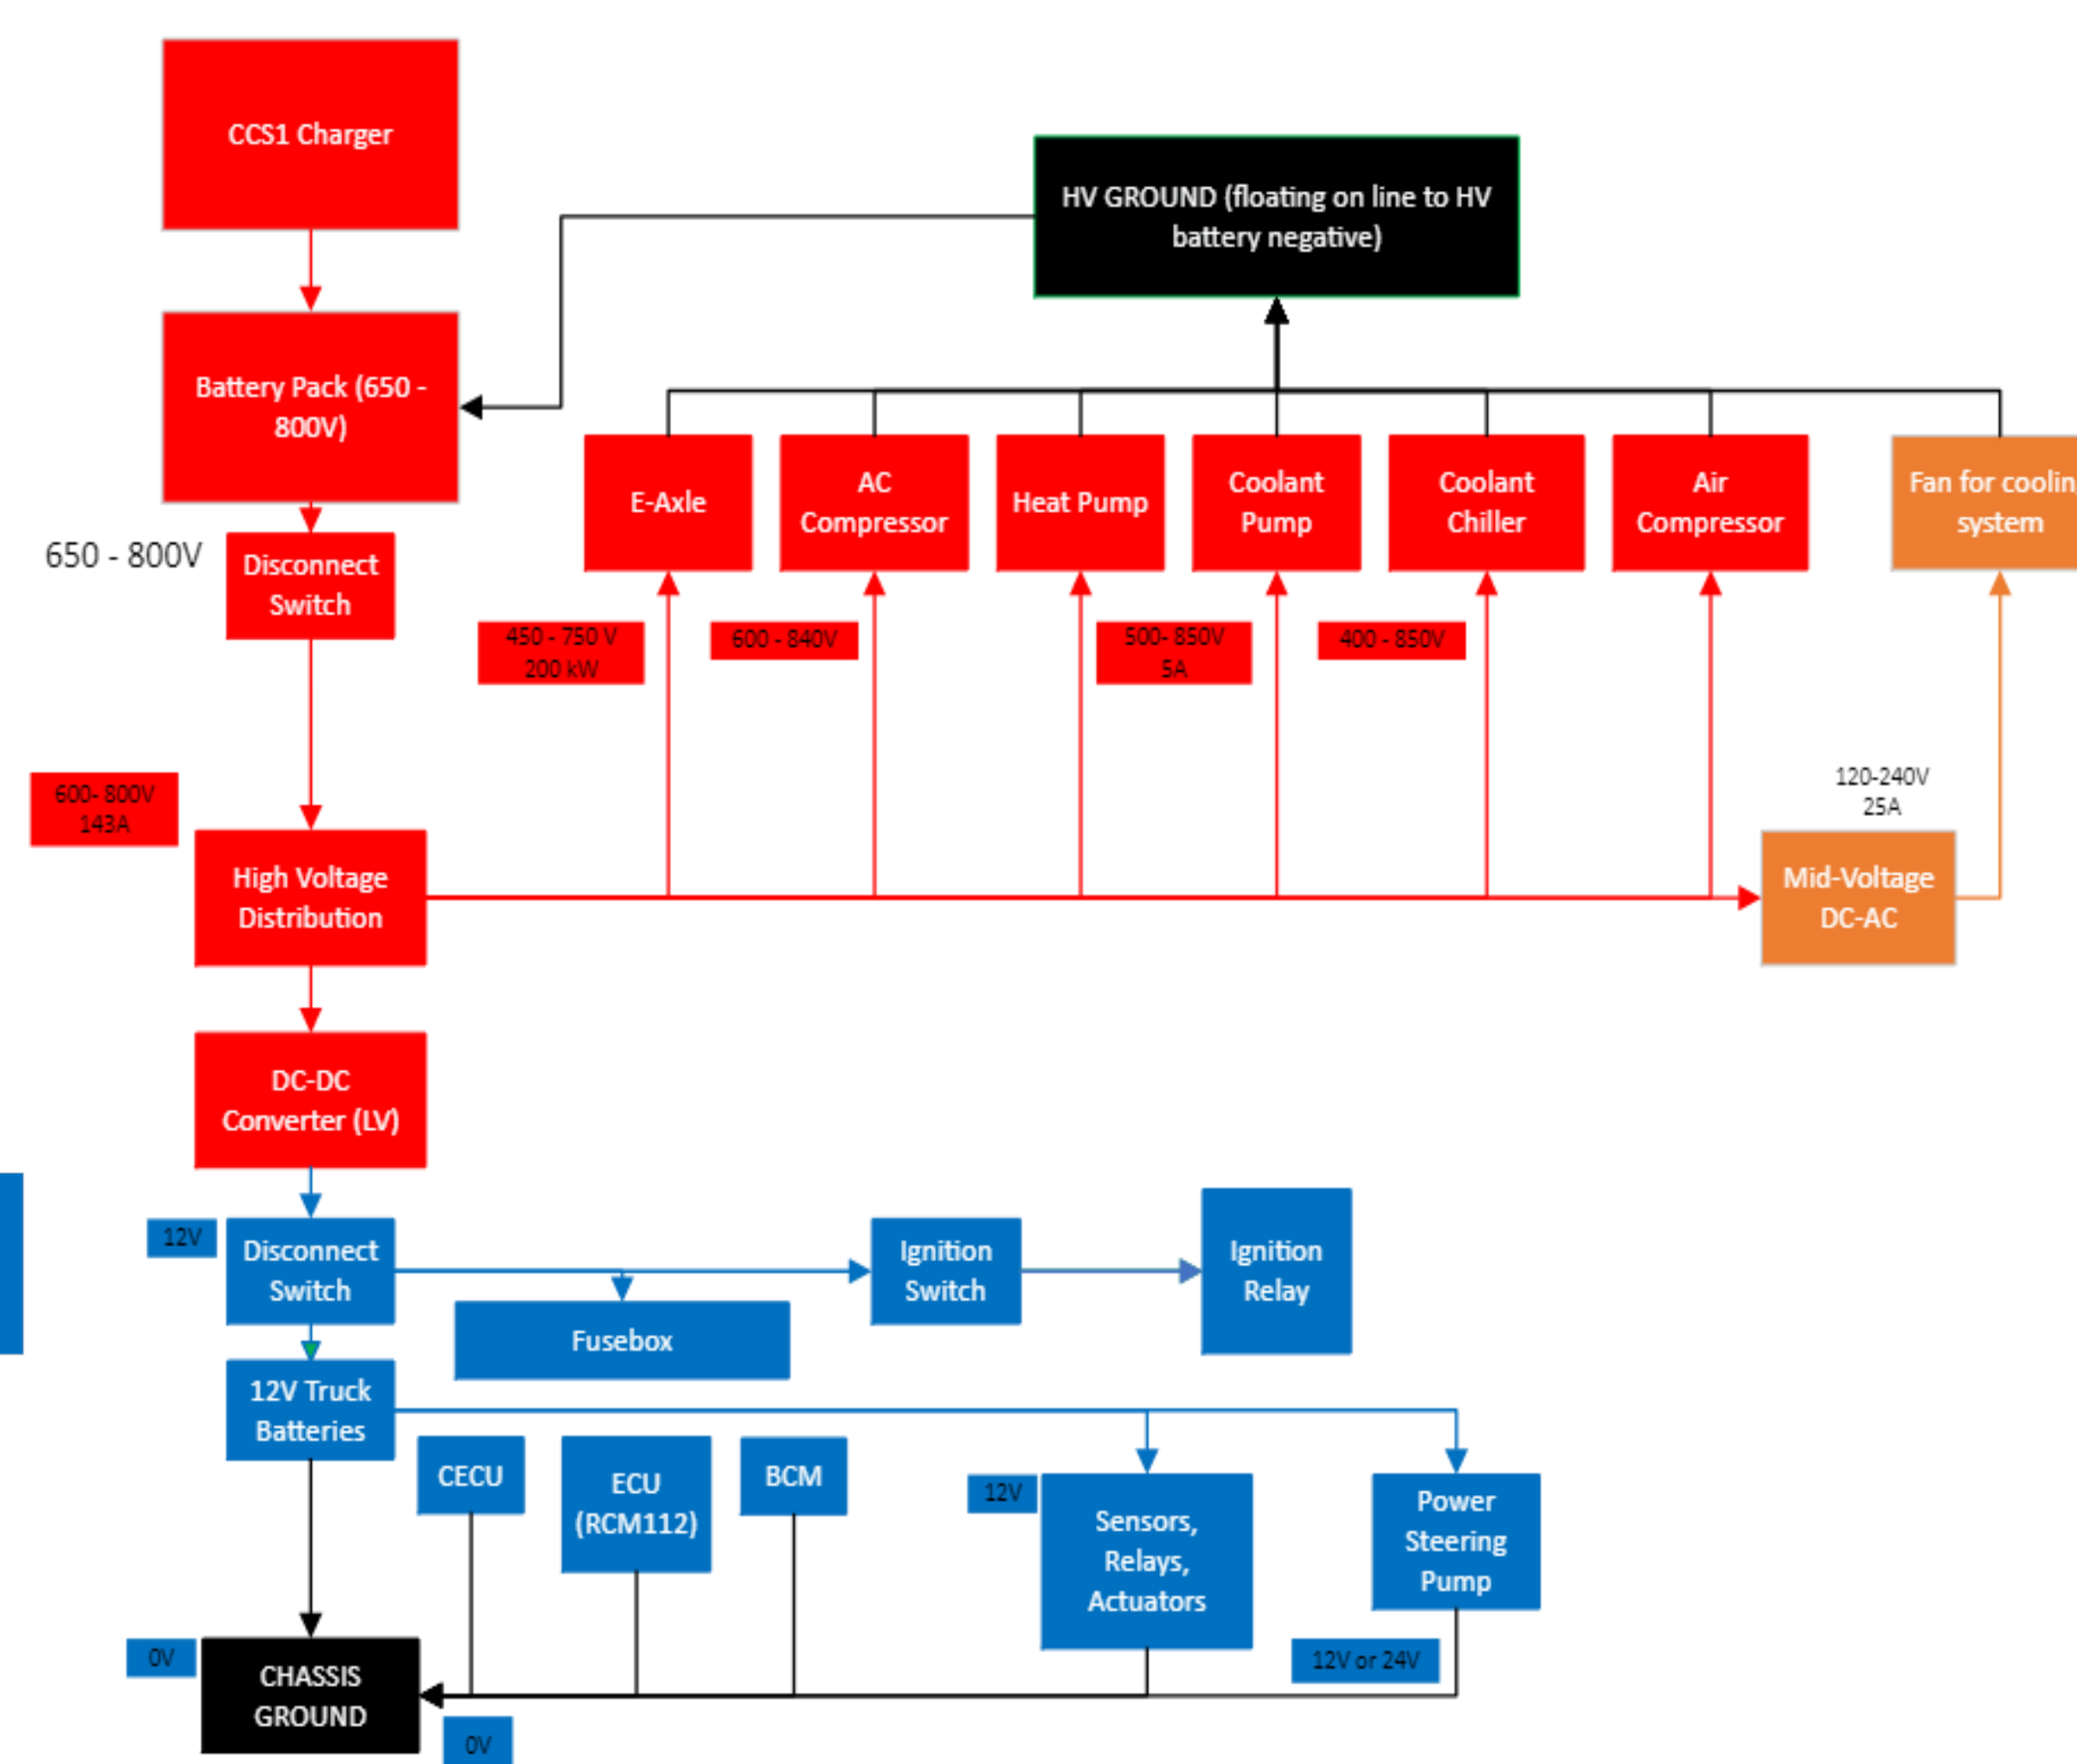 CCS1 Charger
HV GROUND (floating on line to HV
battery negative)
Battery Pack (650 -
800V)
E-Axle
AC
Compressor
Heat Pump
Coolant
Pump
Coolant
Chiller
Air
Compressor
Fan for coolin
system
650 - 800V
Disconnect
Switch
450 - 750 V
200 kW
600 - 840V
500- 850V
5A
400 - 850V
600- 800V
143A
120-240V
25A
High Voltage
Distribution
Mid-Voltage
DC-AC
DC-DC
Converter (LV)
12V
Disconnect
Switch
Ignition
Switch
Ignition
Relay
Fusebox
12V Truck
Batteries
CECU
ECU
(RCM112)
BCM
12V
Sensors,
Relays,
Actuators
Power
Steering
Pump
0V
CHASSIS
GROUND
12V or 24V
0V